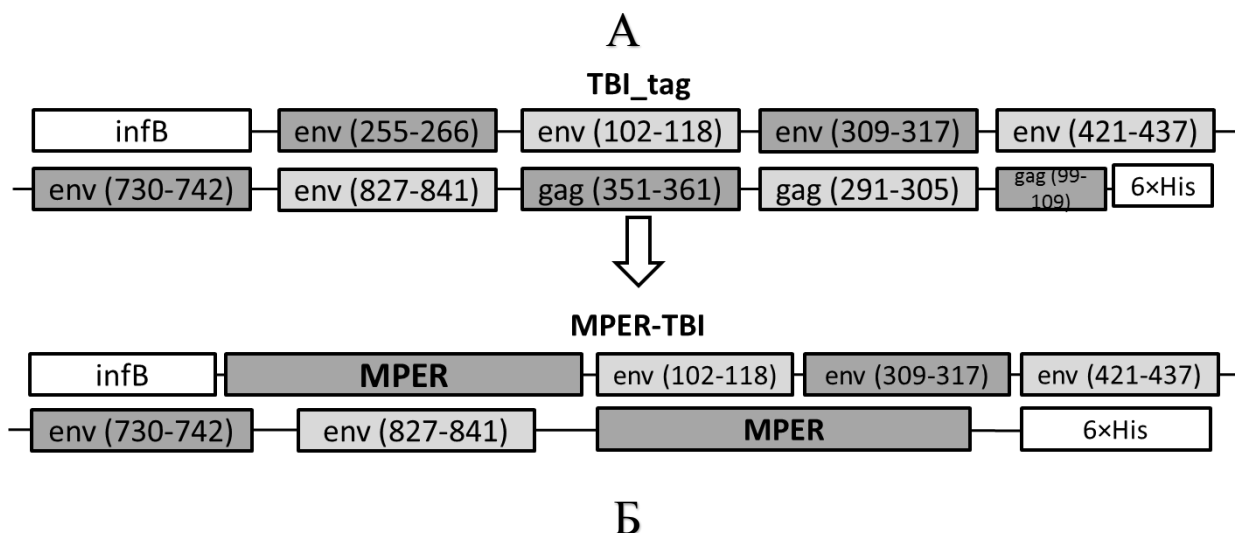 А
TBI_tag
infB env (255-266) env (102-118) env (309-317) env (421-437)
env (730-742) env (827-841) gag (351-361) gag (291-305) gag (99-
109) 6×His
MPER-TBI
infB MPER env (102-118) env (309-317) env (421-437)
env (730-742) env (827-841) MPER 6×His
Б